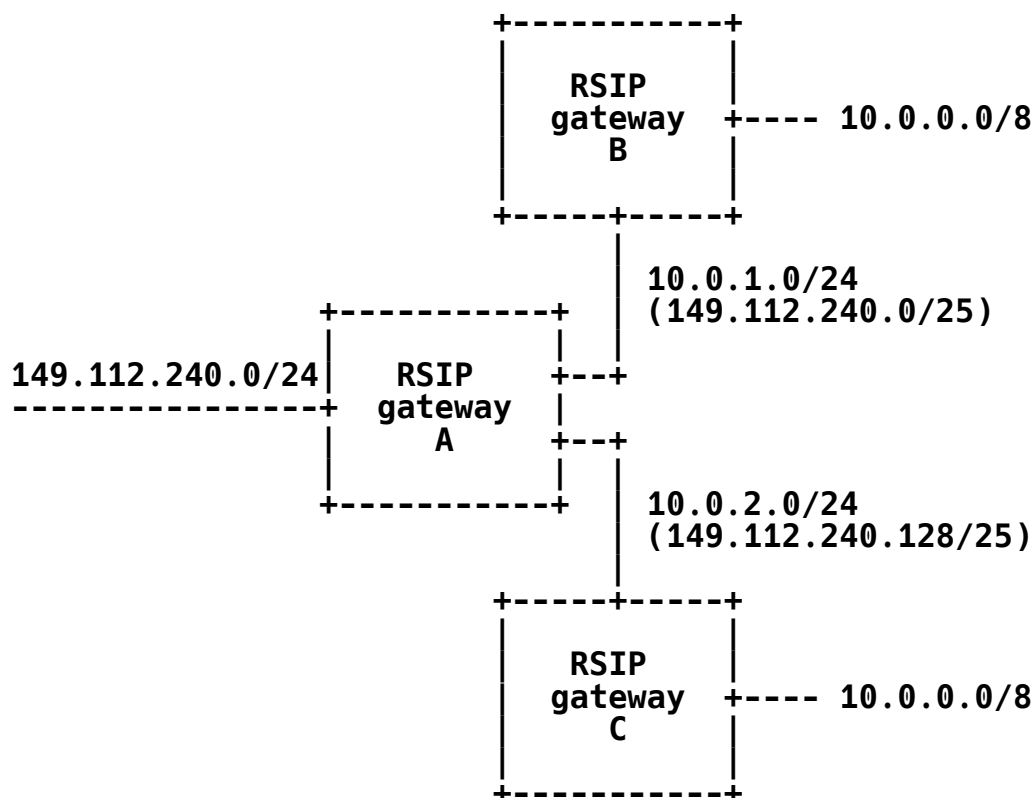 RSIP
gateway
B
10.0.0.0/8
10.0.1.0/24
(149.112.240.0/25)
149.112.240.0/24
RSIP
gateway
A
10.0.2.0/24
(149.112.240.128/25)
RSIP
gateway
C
10.0.0.0/8